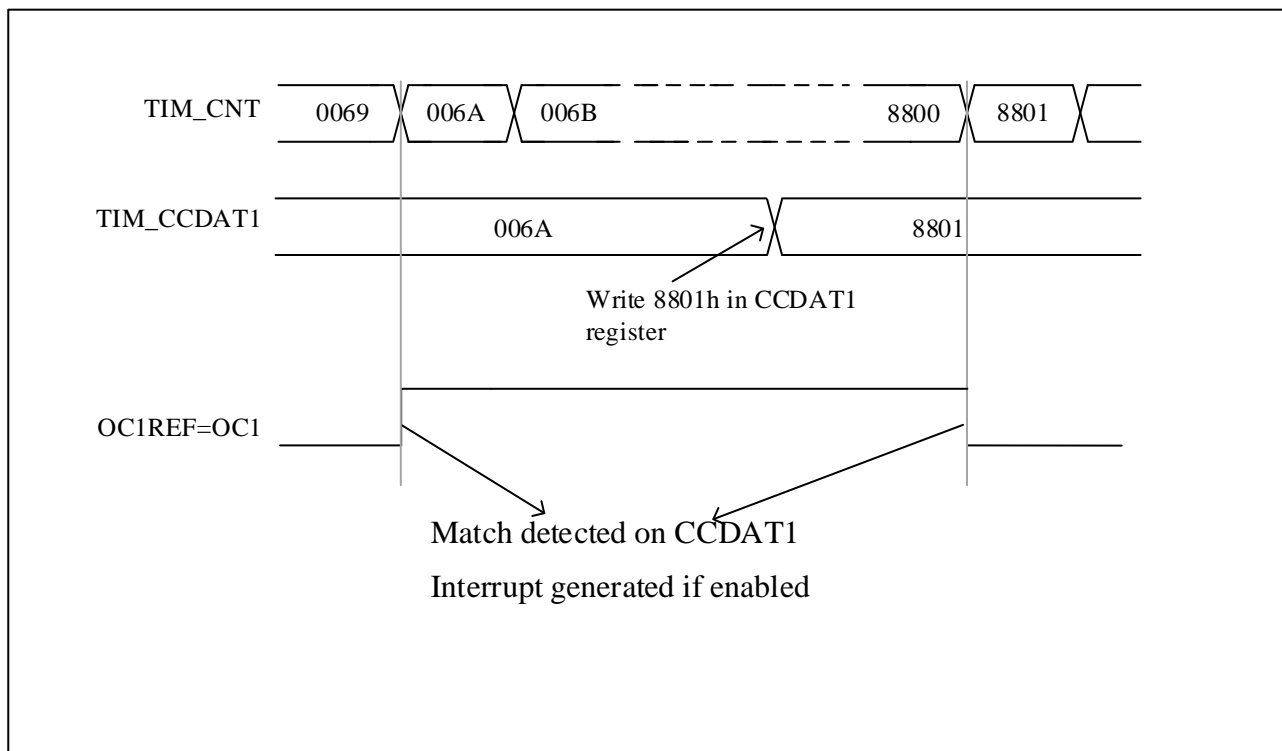 TIM_CNT 0069 006A 006B 8800 8801
TIM_CCDAT1 006A 8801
Write 8801h in CCDAT1
register
OC1REF=OC1
Match detected on CCDAT1
Interrupt generated if enabled